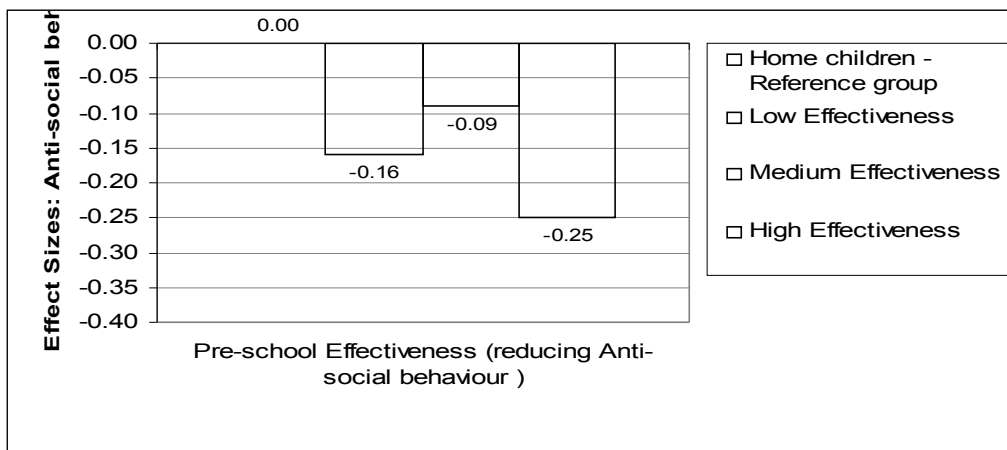 Effect Sizes: Anti-social beh
0.00
0.00
-0.05
-0.10
-0.15
-0.20
-0.25
-0.30
-0.35
-0.40
-0.16
-0.09
-0.25
Pre-school Effectiveness (reducing Anti-
social behaviour )
Home children -
Reference group
Low Effectiveness
Medium Effectiveness
High Effectiveness